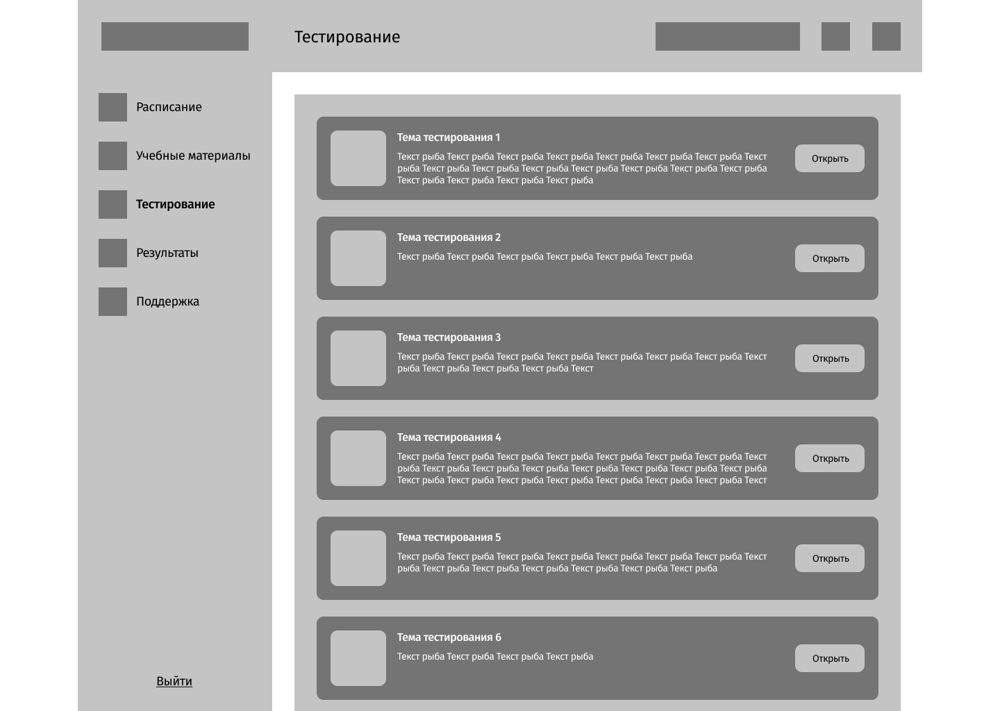 Тестирование
Расписание
Учебные материалы
Тестирование
Результаты
Поддержка
Выйти
Тема тестирования 1
Текст рыба Текст рыба Текст рыба Текст рыба Текст рыба Текст рыба Текст рыба Текст
рыба Текст рыба Текст рыба Текст рыба Текст рыба Текст рыба Текст рыба Текст рыба
Текст рыба Текст рыба Текст рыба Текст рыба
Открыть
Тема тестирования 2
Текст рыба Текст рыба Текст рыба Текст рыба Текст рыба Текст рыба
Открыть
Тема тестирования 3
Текст рыба Текст рыба Текст рыба Текст рыба Текст рыба Текст рыба Текст рыба Текст
рыба Текст рыба Текст рыба Текст рыба Текст
Открыть
Тема тестирования 4
Текст рыба Текст рыба Текст рыба Текст рыба Текст рыба Текст рыба Текст рыба Текст
рыба Текст рыба Текст рыба Текст рыба Текст рыба Текст рыба Текст рыба Текст рыба
Текст рыба Текст рыба Текст рыба Текст рыба Текст рыба Текст рыба Текст рыба Текст
Открыть
Тема тестирования 5
Текст рыба Текст рыба Текст рыба Текст рыба Текст рыба Текст рыба Текст рыба Текст
рыба Текст рыба Текст рыба Текст рыба Текст рыба Текст рыба Текст рыба
Открыть
Тема тестирования 6
Текст рыба Текст рыба Текст рыба Текст рыба
Открыть